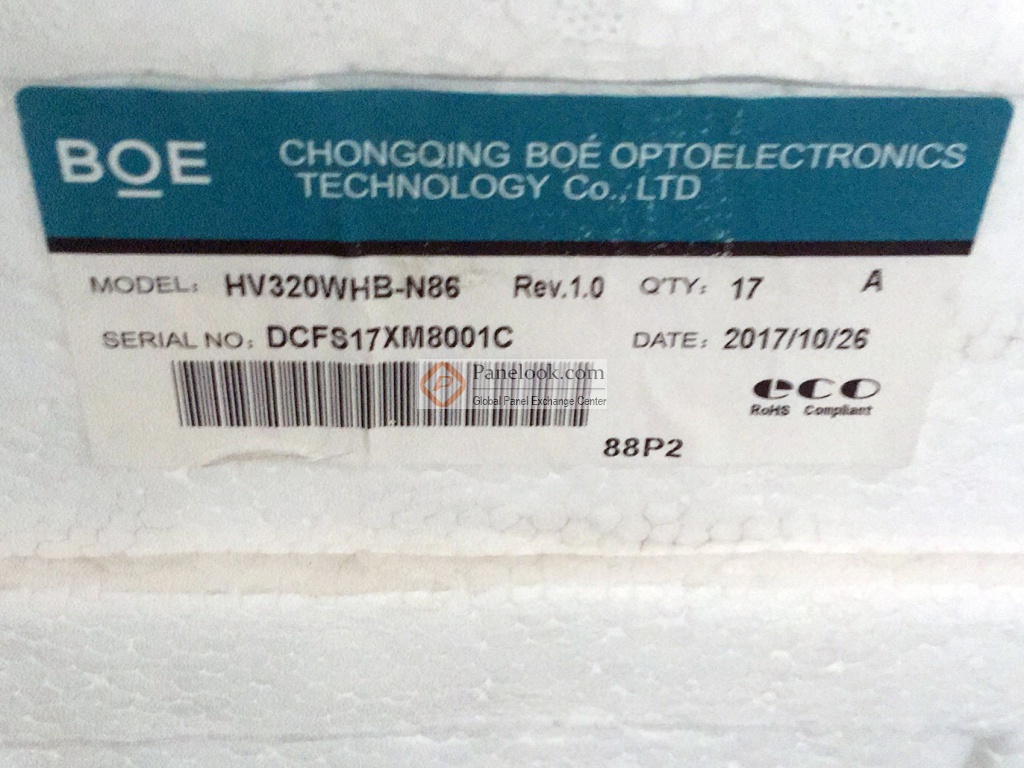 BOE
CHONGQING BOE OPTOELECTRONICS
TECHNOLOGY Co., LTD
MODEL: HV320WHB-N86 Rev.1.0 Q'TY: 17 A
SERIAL NO: DCFS17XM8001C DATE: 2017/10/26
Panelook.com
Global Panel Exchange Center
eco
RoHS Compliant
88P2